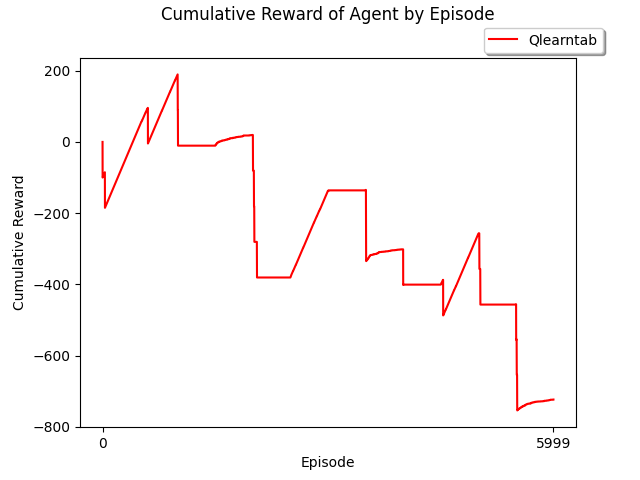 Cumulative Reward of Agent by Episode
Qlearntab
200
0
−200
−400
−600
−800
Cumulative Reward
0
5999
Episode